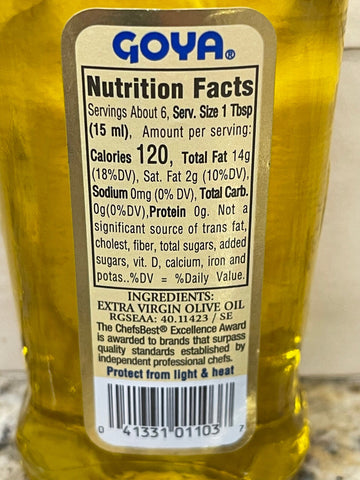 GOYA®
Nutrition Facts
Servings About 6, Serv. Size 1 Tbsp
(15 ml), Amount per serving:
Calories 120, Total Fat 14g
(18%DV), Sat. Fat 2g (10%DV),
Sodium 0mg (0% DV), Total Carb.
0g(0%DV),Protein 0g. Not a
significant source of trans fat,
cholest, fiber, total sugars, added
sugars, vit. D, calcium, iron and
potas..%DV = %Daily Value.
INGREDIENTS:
EXTRA VIRGIN OLIVE OIL
RGSEAA: 40.11423 / SE
The ChefsBest® Excellence Award
is awarded to brands that surpass
quality standards established by
independent professional chefs.
Protect from light & heat
0 41331 01103 7